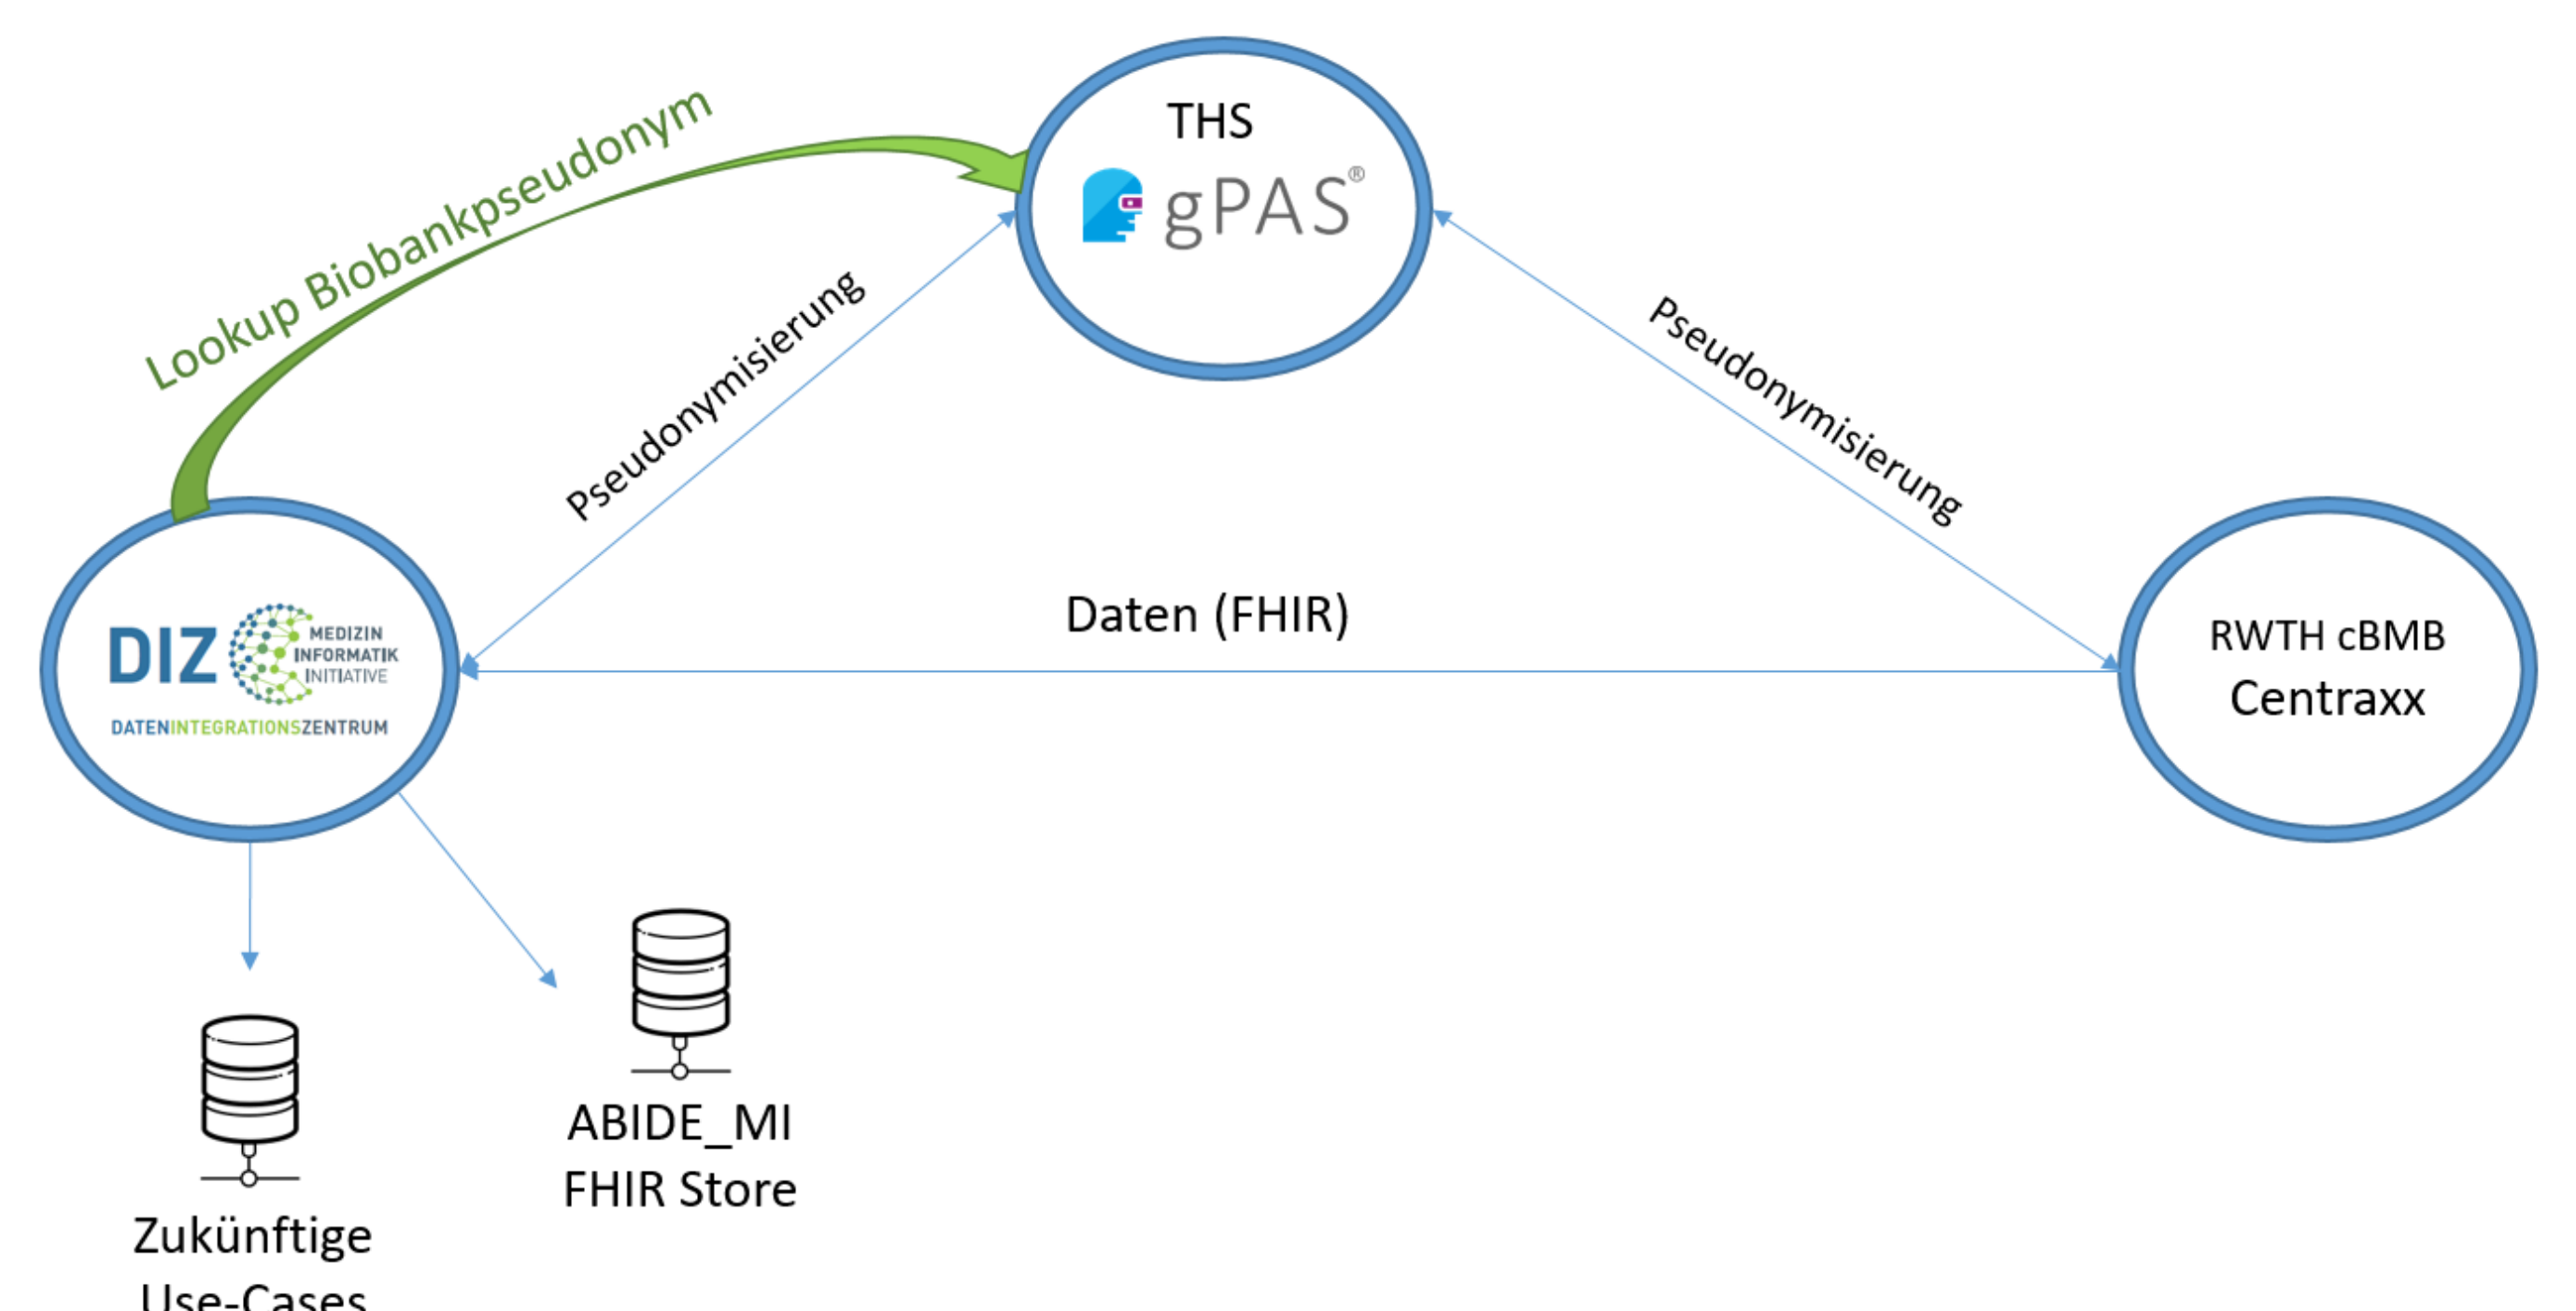 THS
gPAS®
Lookup Biobankpseudonym
Pseudonymisierung
Pseudonymisierung
Daten (FHIR)
DIZ
MEDIZIN
INFORMATIK
INITIATIVE
DATENINTEGRATIONSZENTRUM
RWTH cBMB
Centraxx
ABIDE_MI
FHIR Store
Zukünftige
Use-Cases